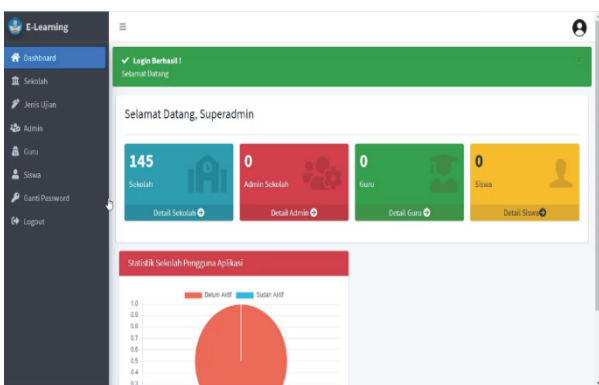 E-Learning
Dashboard
Sekolah
Jenis Ujian
Admin
Guru
Siswa
Ganti Password
Logout
Login Berhasil !
Selamat Datang
Selamat Datang, Superadmin
145
Sekolah
Detail Sekolah
0
Admin Sekolah
Detail Admin
0
Guru
Detail Guru
0
Siswa
Detail Siswa
Statistik Sekolah Pengguna Aplikasi
Belum Aktif Sudah Aktif
1.0
0.9
0.8
0.7
0.6
0.5
0.4
0.3